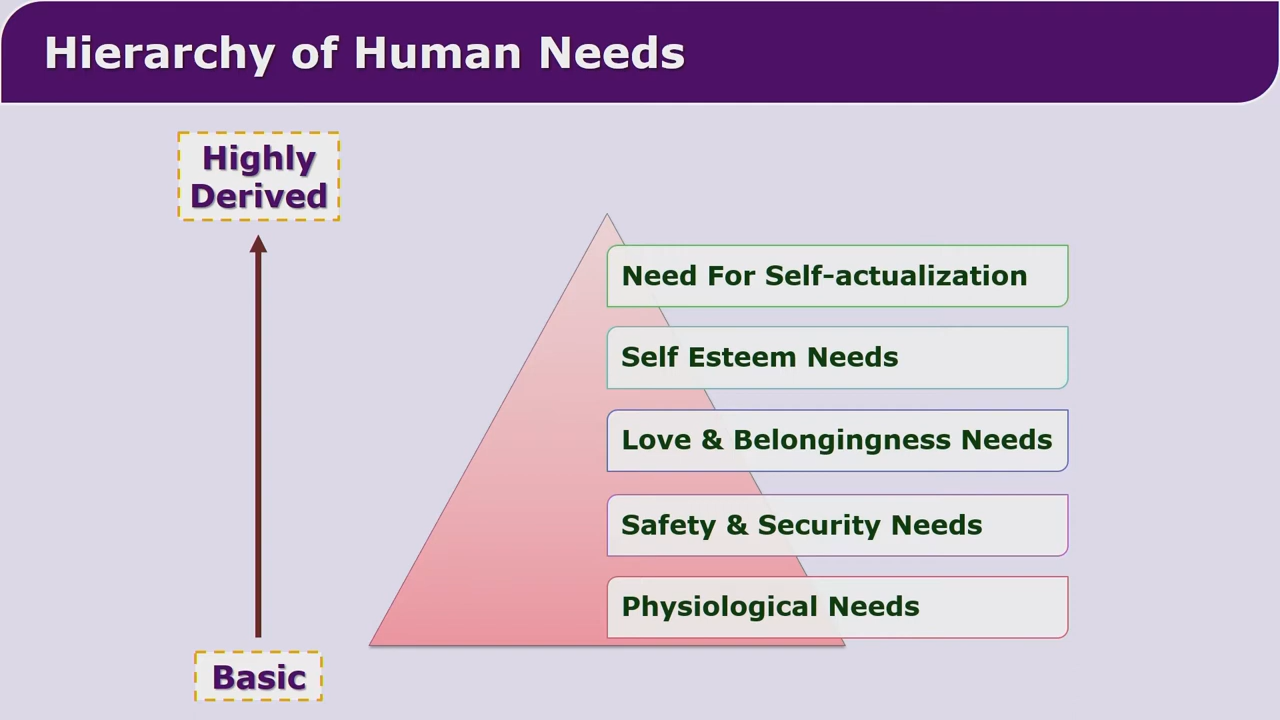 Hierarchy of Human Needs
Highly
Derived
Need For Self-actualization
Self Esteem Needs
Love & Belongingness Needs
Safety & Security Needs
Physiological Needs
Basic